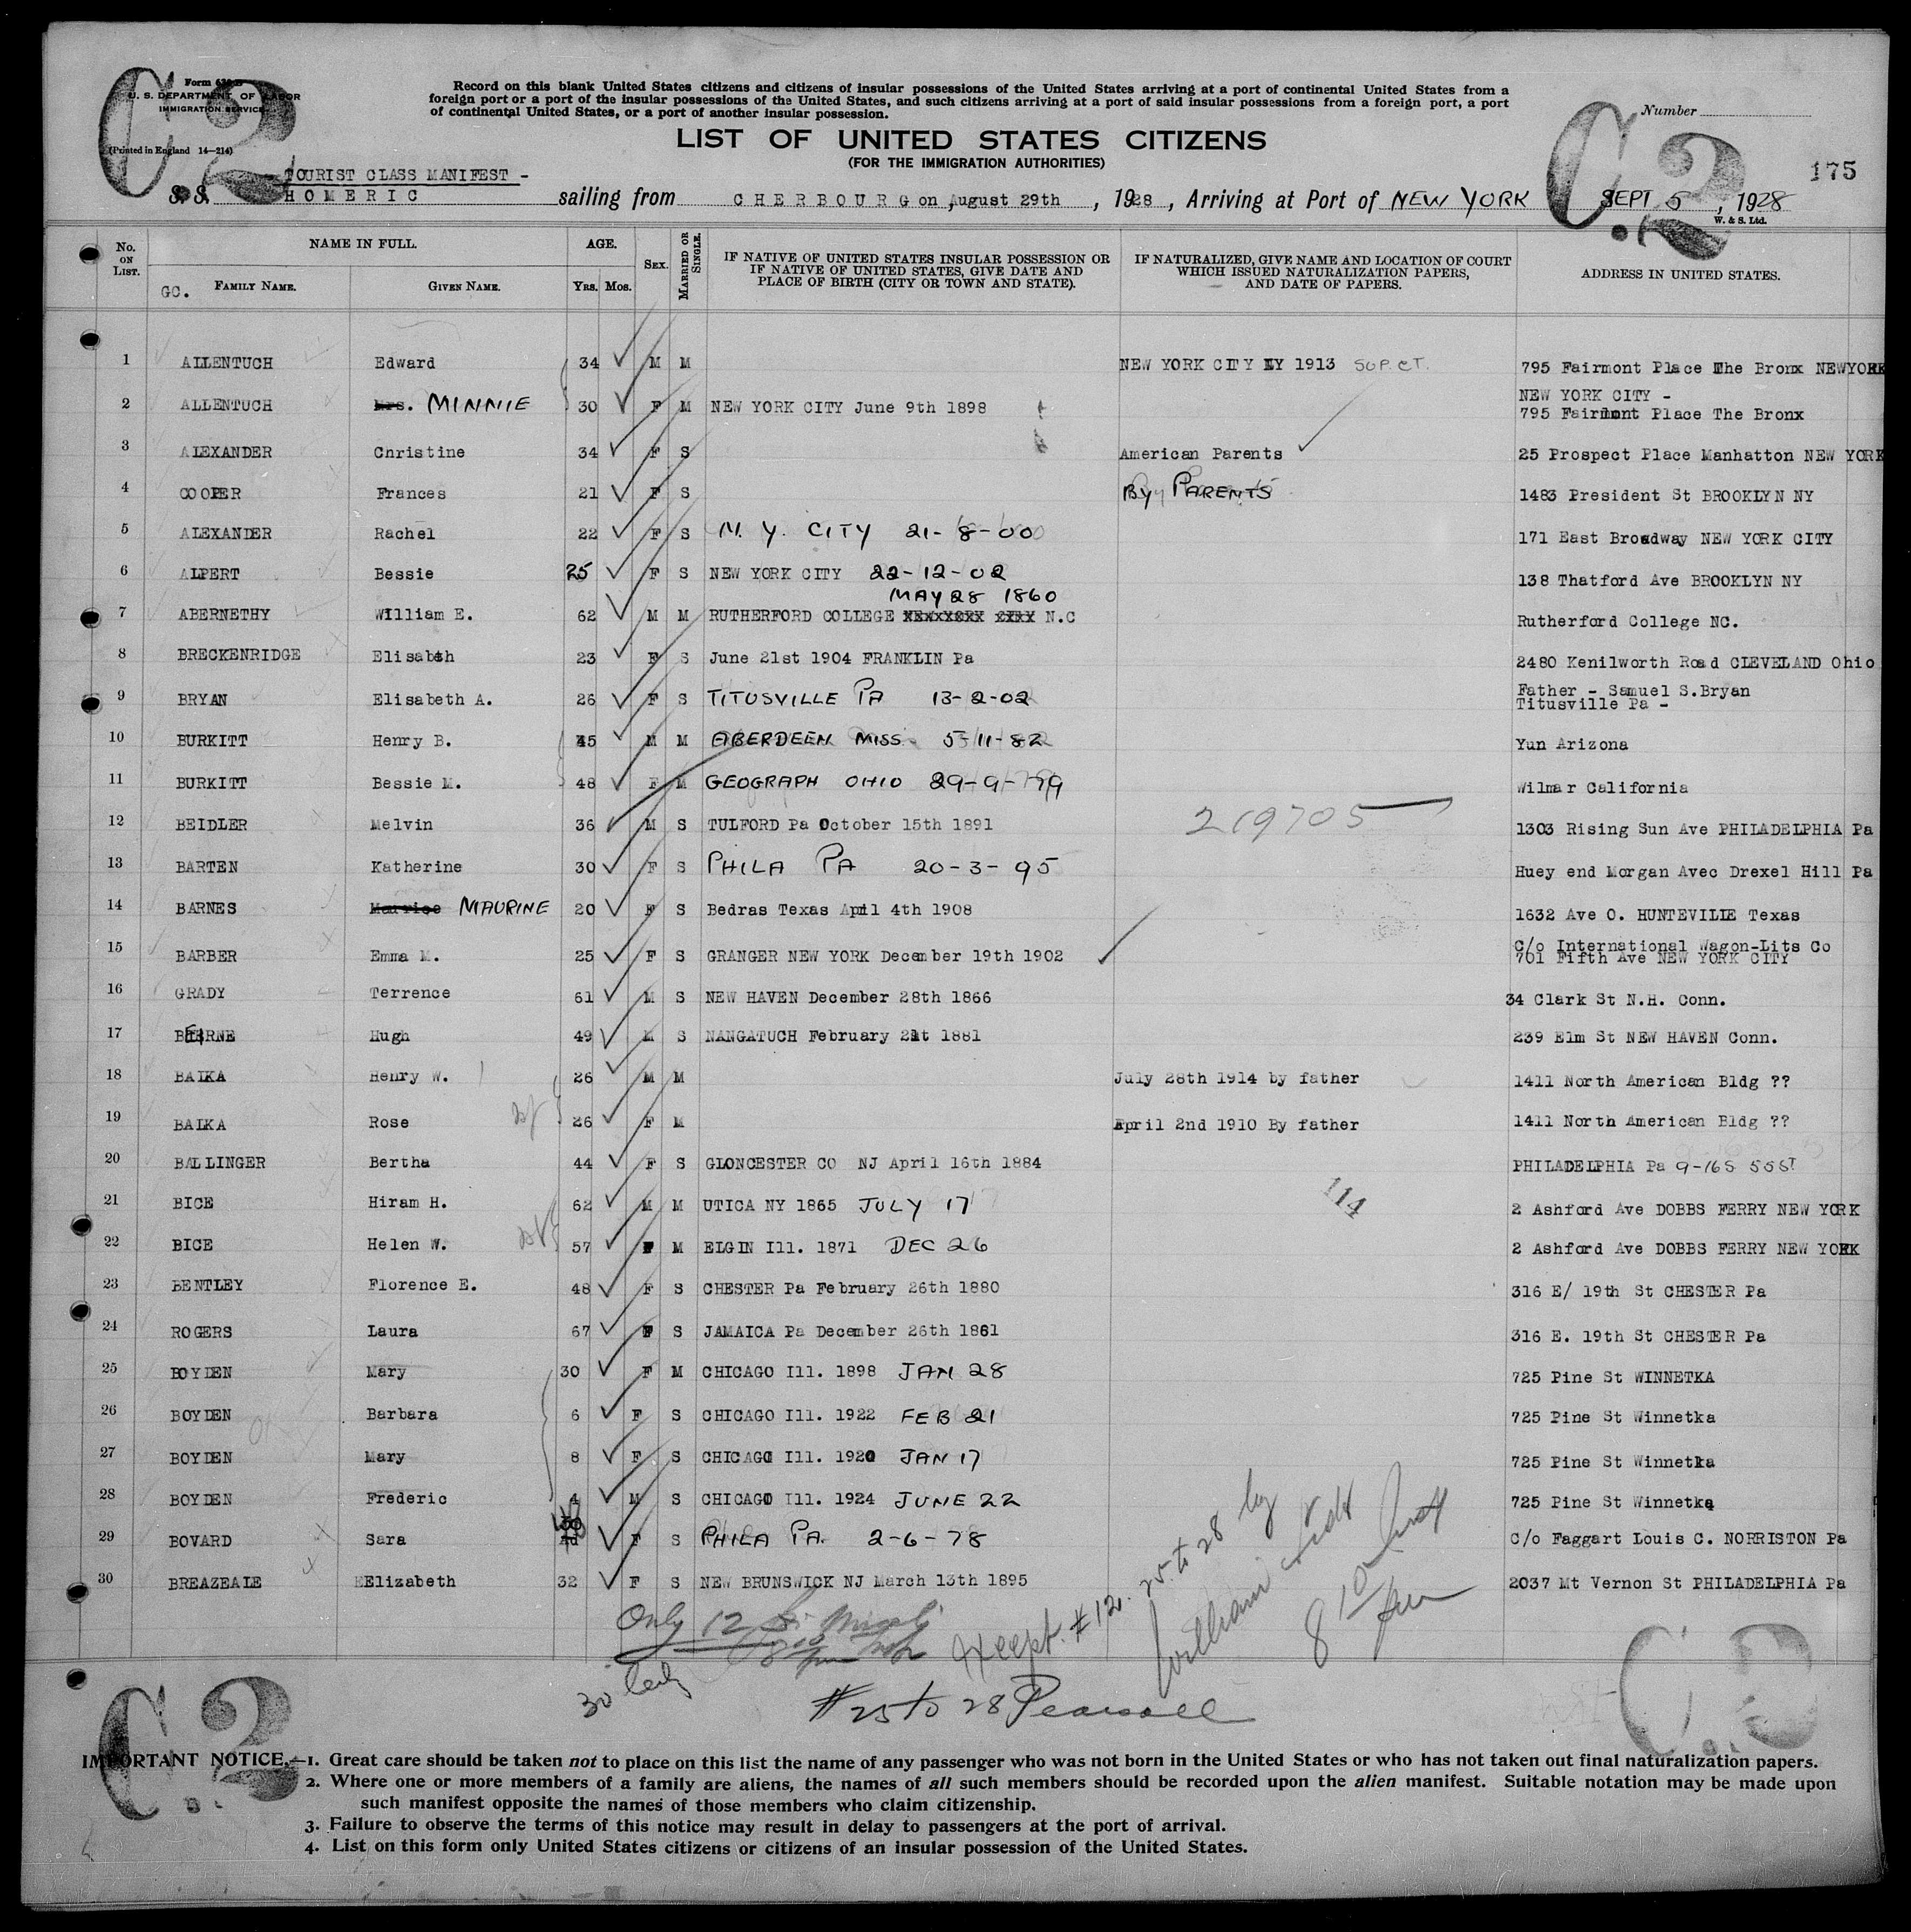 Form 630 B
U. S. DEPARTMENT OF LABOR
IMMIGRATION SERVICE
(Printed in England 14—214)
C.2
C.2
Record on this blank United States citizens and citizens of insular possessions of the United States arriving at a port of continental United States from a
foreign port or a port of the insular possessions of the United States, and such citizens arriving at a port of said insular possessions from a foreign port, a port
of continental United States, or a port of another insular possession.
Number
LIST OF UNITED STATES CITIZENS
(FOR THE IMMIGRATION AUTHORITIES)
175
TOURIST CLASS MANIFEST -
S.S. HOMERIC sailing from CHERBOURG on August 29th, 1928, Arriving at Port of NEW YORK SEPT 5, 1928
W. & S. Ltd.
No. ON LIST. NAME IN FULL. AGE. SEX. MARRIED OR SINGLE. IF NATIVE OF UNITED STATES INSULAR POSSESSION OR IF NATIVE OF UNITED STATES, GIVE DATE AND PLACE OF BIRTH (CITY OR TOWN AND STATE). IF NATURALIZED, GIVE NAME AND LOCATION OF COURT WHICH ISSUED NATURALIZATION PAPERS, AND DATE OF PAPERS. ADDRESS IN UNITED STATES.
GC. FAMILY NAME. GIVEN NAME. YRS. MOS.
1 ALLENTUCH Edward 34 M M NEW YORK CITY NY 1913 SUP. CT. 795 Fairmont Place The Bronx NEWYORK
2 ALLENTUCH Mrs. MINNIE 30 F M NEW YORK CITY June 9th 1898 NEW YORK CITY - 795 Fairmont Place The Bronx
3 ALEXANDER Christine 34 F S American Parents 25 Prospect Place Manhatton NEW YORK
4 COOPER Frances 21 F S By PARENTS 1483 President St BROOKLYN NY
5 ALEXANDER Rachel 22 F S N. Y. CITY 21-8-00 171 East Broadway NEW YORK CITY
6 ALPERT Bessie 25 F S NEW YORK CITY 22-12-02 138 Thatford Ave BROOKLYN NY
MAY 28 1860
7 ABERNETHY William E. 62 M M RUTHERFORD COLLEGE N.C Rutherford College NC.
8 BRECKENRIDGE Elisabth 23 F S June 21st 1904 FRANKLIN Pa 2480 Kenilworth Road CLEVELAND Ohio
9 BRYAN Elisabeth A. 26 F S TITUSVILLE PA 13-2-02 Father - Samuel S.Bryan Titusville Pa -
10 BURKITT Henry B. 45 M M ABERDEEN MISS. 5-11-82 Yun Arizona
11 BURKITT Bessie M. 48 F M GEOGRAPH OHIO 29-9-79 Wilmar California
12 BEIDLER Melvin 36 M S TULFORD Pa October 15th 1891 219705 1303 Rising Sun Ave PHILADELPHIA Pa
13 BARTEN Katherine 30 F S PHILA PA 20-3-95 Huey end Morgan Avec Drexel Hill Pa
14 BARNES Maurice MAURINE 20 F S Bedras Texas April 4th 1908 1632 Ave O. HUNTEVILLE Texas
15 BARBER Emma M. 25 F S GRANGER NEW YORK December 19th 1902 C/o International Wagon-Lits Co 701 Fifth Ave NEW YORK CITY
16 GRADY Terrence 61 M S NEW HAVEN December 28th 1866 34 Clark St N.H. Conn.
17 BEIRNE Hugh 49 M S NANGATUCH February 21t 1881 239 Elm St NEW HAVEN Conn.
18 BALKA Henry W. 26 M M July 28th 1914 by father 1411 North American Bldg ??
19 BALKA Rose 26 F M April 2nd 1910 By father 1411 North American Bldg ??
20 BALLINGER Bertha 44 F S GLONCESTER CO NJ April 16th 1884 PHILADELPHIA Pa 9-16S 55ST
21 BICE Hiram H. 62 M M UTICA NY 1865 JULY 17 114 2 Ashford Ave DOBBS FERRY NEW YORK
22 BICE Helen W. 57 F M ELGIN Ill. 1871 DEC 26 2 Ashford Ave DOBBS FERRY NEW YORK
23 BENTLEY Florence E. 48 F S CHESTER Pa February 26th 1880 316 E/ 19th St CHESTER Pa
24 ROGERS Laura 67 F S JAMAICA Pa December 26th 1861 316 E. 19th St CHESTER Pa
25 BOYDEN Mary 30 F M CHICAGO Ill. 1898 JAN 28 725 Pine St WINNETKA
26 BOYDEN Barbara 6 F S CHICAGO Ill. 1922 FEB 21 725 Pine St Winnetka
27 BOYDEN Mary 8 F S CHICAGO Ill. 1920 JAN 17 725 Pine St Winnetka
28 BOYDEN Frederic 4 M S CHICAGO Ill. 1924 JUNE 22 725 Pine St Winnetka
29 BOVARD Sara 50 F S PHILA PA. 2-6-78 C/o Faggart Louis C. NORRISTON Pa
30 BREAZEALE Elizabeth 32 F S NEW BRUNSWICK NJ March 13th 1895 2037 Mt Vernon St PHILADELPHIA Pa
Only 12
30 only
Except #12. 25 to 28 by
William
8 10
#25 to 28 Pearsall
C.2
C.2
IMPORTANT NOTICE.—1. Great care should be taken not to place on this list the name of any passenger who was not born in the United States or who has not taken out final naturalization papers.
2. Where one or more members of a family are aliens, the names of all such members should be recorded upon the alien manifest. Suitable notation may be made upon
such manifest opposite the names of those members who claim citizenship.
3. Failure to observe the terms of this notice may result in delay to passengers at the port of arrival.
4. List on this form only United States citizens or citizens of an insular possession of the United States.